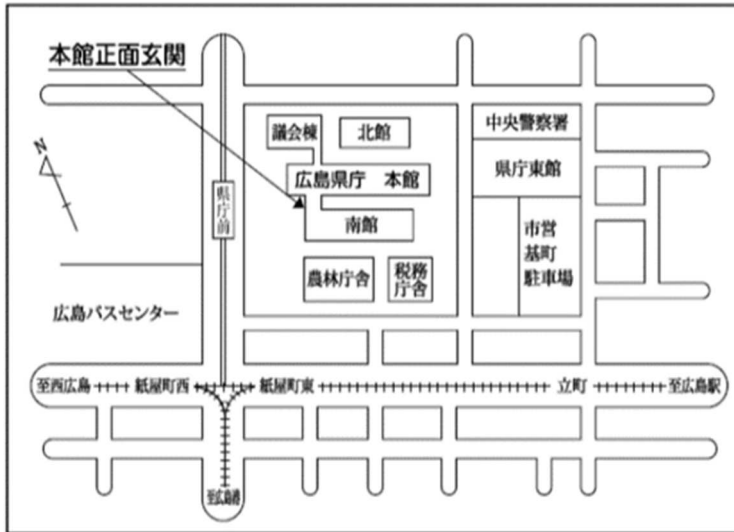 本館正面玄関
N
議会棟
北館
中央警察署
広島県庁 本館
県庁東館
県庁前
南館
市営
基町
駐車場
農林庁舎
税務
庁舎
広島バスセンター
至西広島
紙屋町西
紙屋町東
立町
至広島駅
至広島港